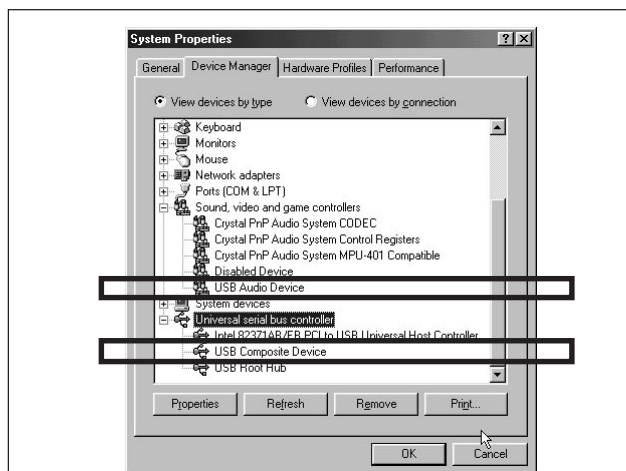 System Properties
General Device Manager Hardware Profiles Performance
View devices by type View devices by connection
Keyboard
Monitors
Mouse
Network adapters
Ports (COM & LPT)
Sound, video and game controllers
Crystal PnP Audio System CODEC
Crystal PnP Audio System Control Registers
Crystal PnP Audio System MPU-401 Compatible
Disabled Device
USB Audio Device
System devices
Universal serial bus controller
Intel 82371AB/EB PCI to USB Universal Host Controller
USB Composite Device
USB Root Hub
Properties Refresh Remove Print...
OK Cancel